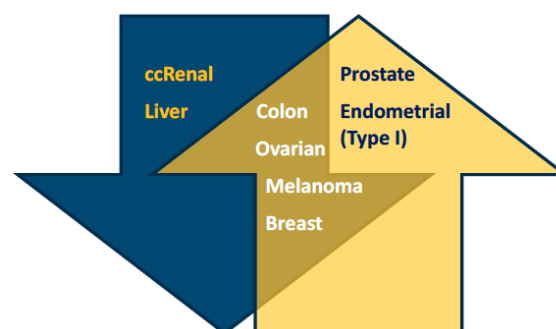 ccRenal
Liver
Colon
Ovarian
Melanoma
Breast
Prostate
Endometrial
(Type I)